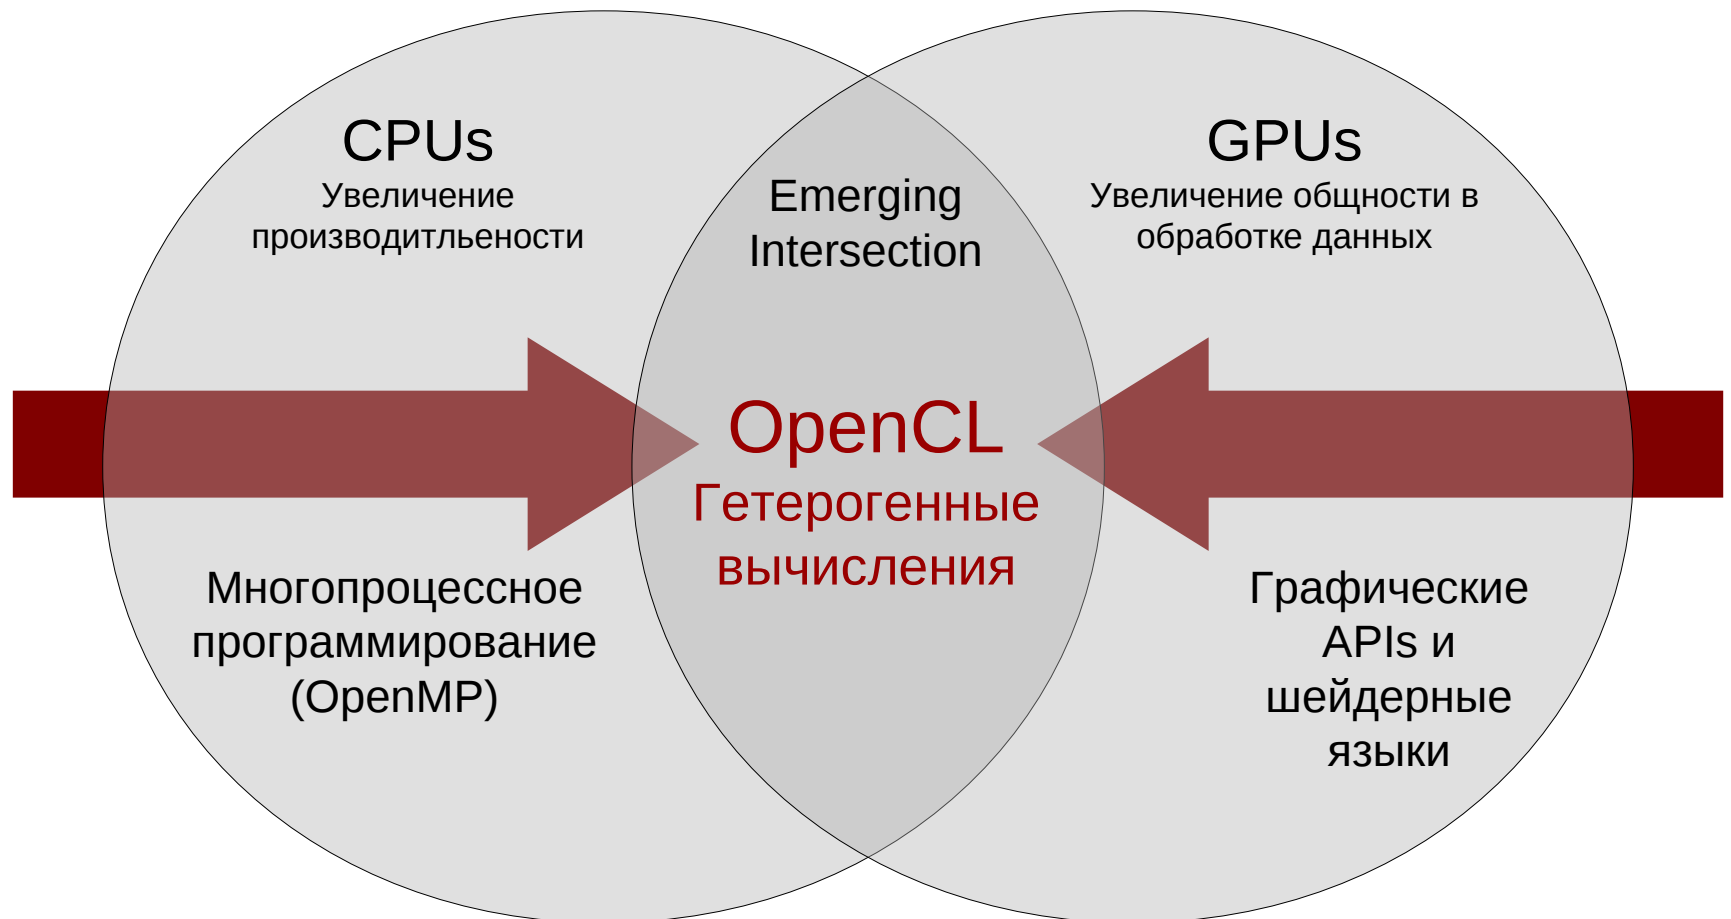 CPUs
Увеличение
производитльености
Многопроцессное
программирование
(OpenMP)
Emerging
Intersection
OpenCL
Гетерогенные
вычисления
GPUs
Увеличение общности в
обработке данных
Графические
APIs и
шейдерные
языки